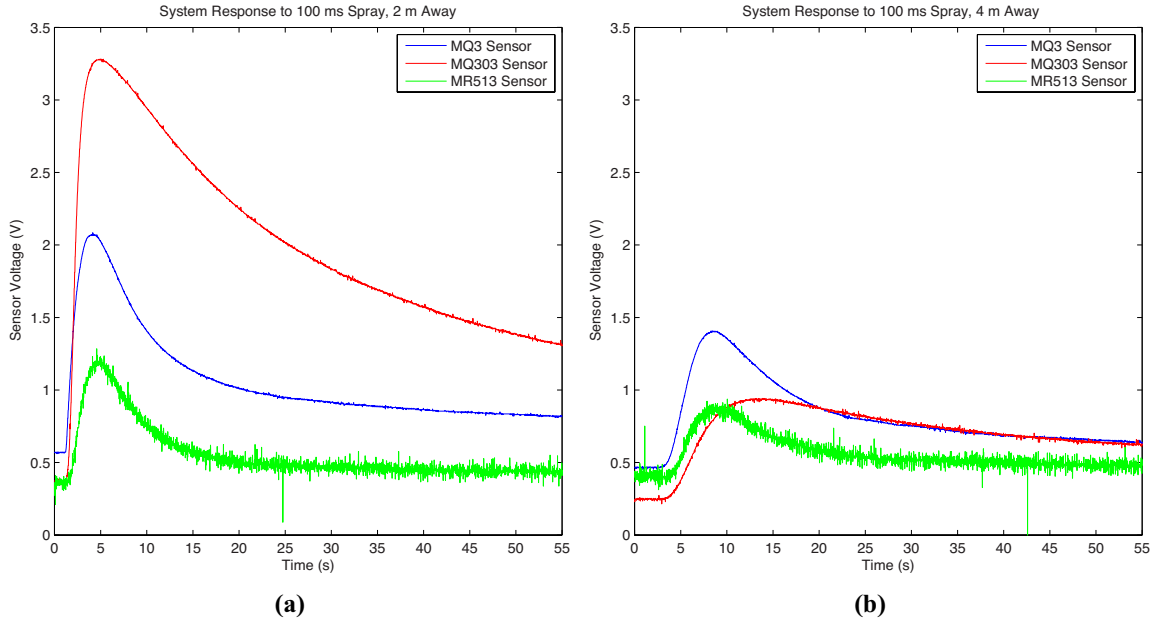 System Response to 100 ms Spray, 2 m Away
3.5
3
2.5
2
1.5
1
0.5
0
Sensor Voltage (V)
MQ3 Sensor
MQ303 Sensor
MR513 Sensor
0 5 10 15 20 25 30 35 40 45 50 55
Time (s)
(a)
System Response to 100 ms Spray, 4 m Away
3.5
3
2.5
2
1.5
1
0.5
0
Sensor Voltage (V)
MQ3 Sensor
MQ303 Sensor
MR513 Sensor
0 5 10 15 20 25 30 35 40 45 50 55
Time (s)
(b)